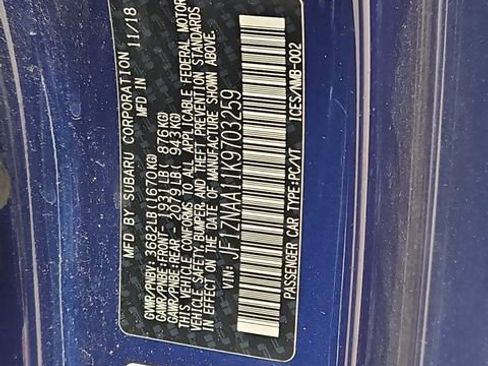 MFD BY SUBARU CORPORATION 11/18
MFD IN
GVWR/PNBV: 3682LB(1670KG)
GAWR/PNBE:FRONT- 1931LB( 876KG)
GAWR/PNBE:REAR - 2079LB( 943KG)
THIS VEHICLE CONFORMS TO ALL APPLICABLE FEDERAL MOTOR
VEHICLE SAFETY,BUMPER, AND THEFT PREVENTION STANDARDS
IN EFFECT ON THE DATE OF MANUFACTURE SHOWN ABOVE.
VIN: JF1ZNAA11K9703259
PASSENGER CAR TYPE:PC/VT 1CES/NWB-002